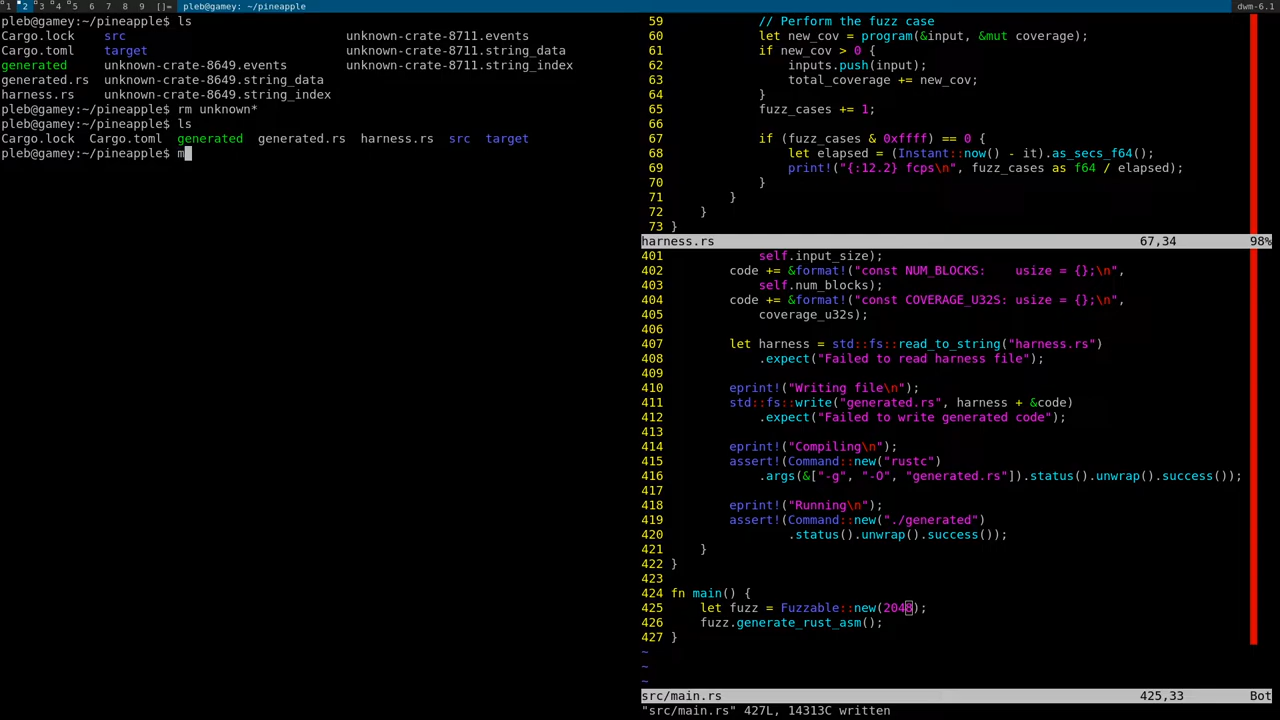 1 2 3 4 5 6 7 8 9 []= pleb@gamey: ~/pineapple dwm-6.1
pleb@gamey:~/pineapple$ ls
Cargo.lock src unknown-crate-8711.events
Cargo.toml target unknown-crate-8711.string_data
generated unknown-crate-8649.events unknown-crate-8711.string_index
generated.rs unknown-crate-8649.string_data
harness.rs unknown-crate-8649.string_index
pleb@gamey:~/pineapple$ rm unknown*
pleb@gamey:~/pineapple$ ls
Cargo.lock Cargo.toml generated generated.rs harness.rs src target
pleb@gamey:~/pineapple$ m
59 // Perform the fuzz case
60 let new_cov = program(&input, &mut coverage);
61 if new_cov > 0 {
62 inputs.push(input);
63 total_coverage += new_cov;
64 }
65 fuzz_cases += 1;
66
67 if (fuzz_cases & 0xffff) == 0 {
68 let elapsed = (Instant::now() - it).as_secs_f64();
69 print!("{:12.2} fcps\n", fuzz_cases as f64 / elapsed);
70 }
71 }
72 }
73 }
harness.rs 67,34 98%
401 self.input_size);
402 code += &format!("const NUM_BLOCKS: usize = {};\n",
403 self.num_blocks);
404 code += &format!("const COVERAGE_U32S: usize = {};\n",
405 coverage_u32s);
406
407 let harness = std::fs::read_to_string("harness.rs")
408 .expect("Failed to read harness file");
409
410 eprint!("Writing file\n");
411 std::fs::write("generated.rs", harness + &code)
412 .expect("Failed to write generated code");
413
414 eprint!("Compiling\n");
415 assert!(Command::new("rustc")
416 .args(&["-g", "-O", "generated.rs"]).status().unwrap().success());
417
418 eprint!("Running\n");
419 assert!(Command::new("./generated")
420 .status().unwrap().success());
421 }
422 }
423
424 fn main() {
425 let fuzz = Fuzzable::new(2048);
426 fuzz.generate_rust_asm();
427 }
~
~
~
src/main.rs 425,33 Bot
"src/main.rs" 427L, 14313C written